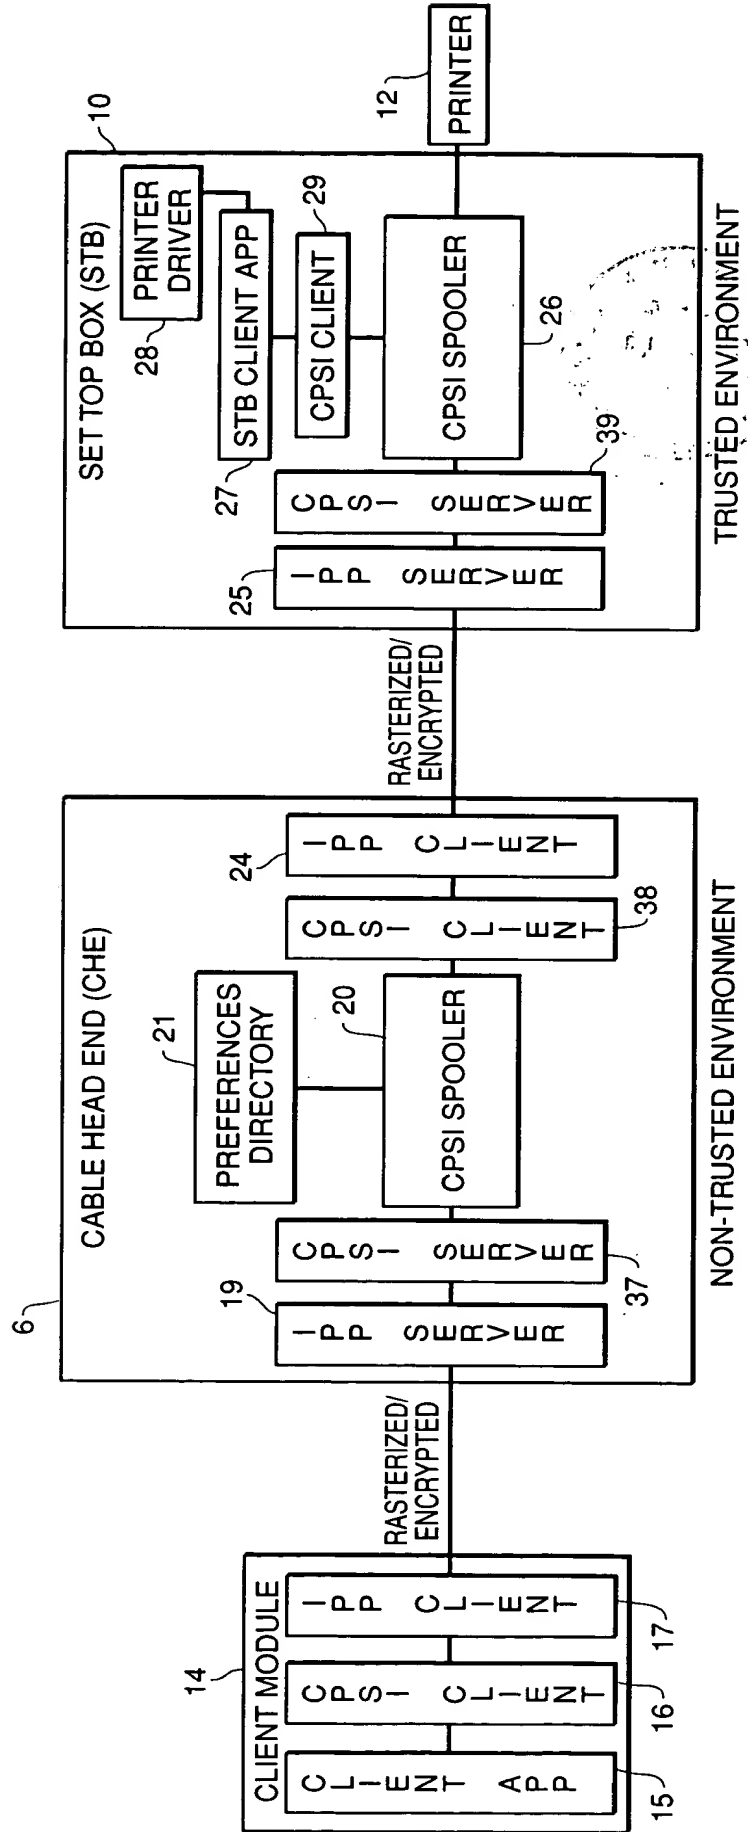 14
CLIENT MODULE
CLIENT APP
15
CPSI CLIENT
16
IPP CLIENT
17
RASTERIZED/
ENCRYPTED
6
CABLE HEAD END (CHE)
19
IPP SERVER
CPSI SERVER
37
21
PREFERENCES
DIRECTORY
20
CPSI SPOOLER
CPSI CLIENT
38
24
IPP CLIENT
NON-TRUSTED ENVIRONMENT
RASTERIZED/
ENCRYPTED
10
SET TOP BOX (STB)
25
IPP SERVER
CPSI SERVER
39
28
PRINTER
DRIVER
27
STB CLIENT APP
29
CPSI CLIENT
CPSI SPOOLER
26
TRUSTED ENVIRONMENT
12
PRINTER